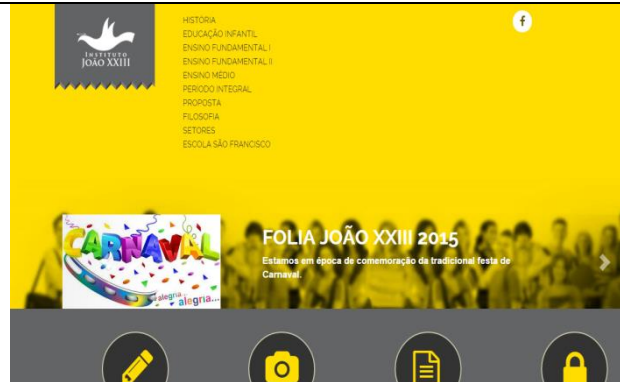 INSTITUTO
JOÃO XXIII
HISTÓRIA
EDUCAÇÃO INFANTIL
ENSINO FUNDAMENTAL I
ENSINO FUNDAMENTAL II
ENSINO MÉDIO
PERÍODO INTEGRAL
PROPOSTA
FILOSOFIA
SETORES
ESCOLA SÃO FRANCISCO
f
CARNAVAL
alegria...
alegria...
FOLIA JOÃO XXIII 2015
Estamos em época de comemoração da tradicional festa de
Carnaval.